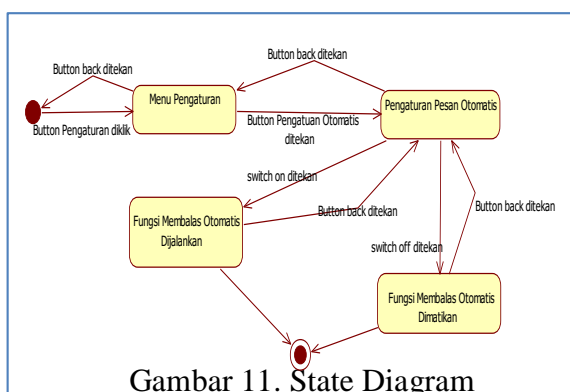 Button back ditekan
Button back ditekan
Menu Pengaturan
Pengaturan Pesan Otomatis
Button Pengaturan diklik
Button Pengatuan Otomatis
ditekan
switch on ditekan
Fungsi Membalas Otomatis
Dijalankan
Button back ditekan
Button back ditekan
switch off ditekan
Fungsi Membalas Otomatis
Dimatikan
Gambar 11. State Diagram